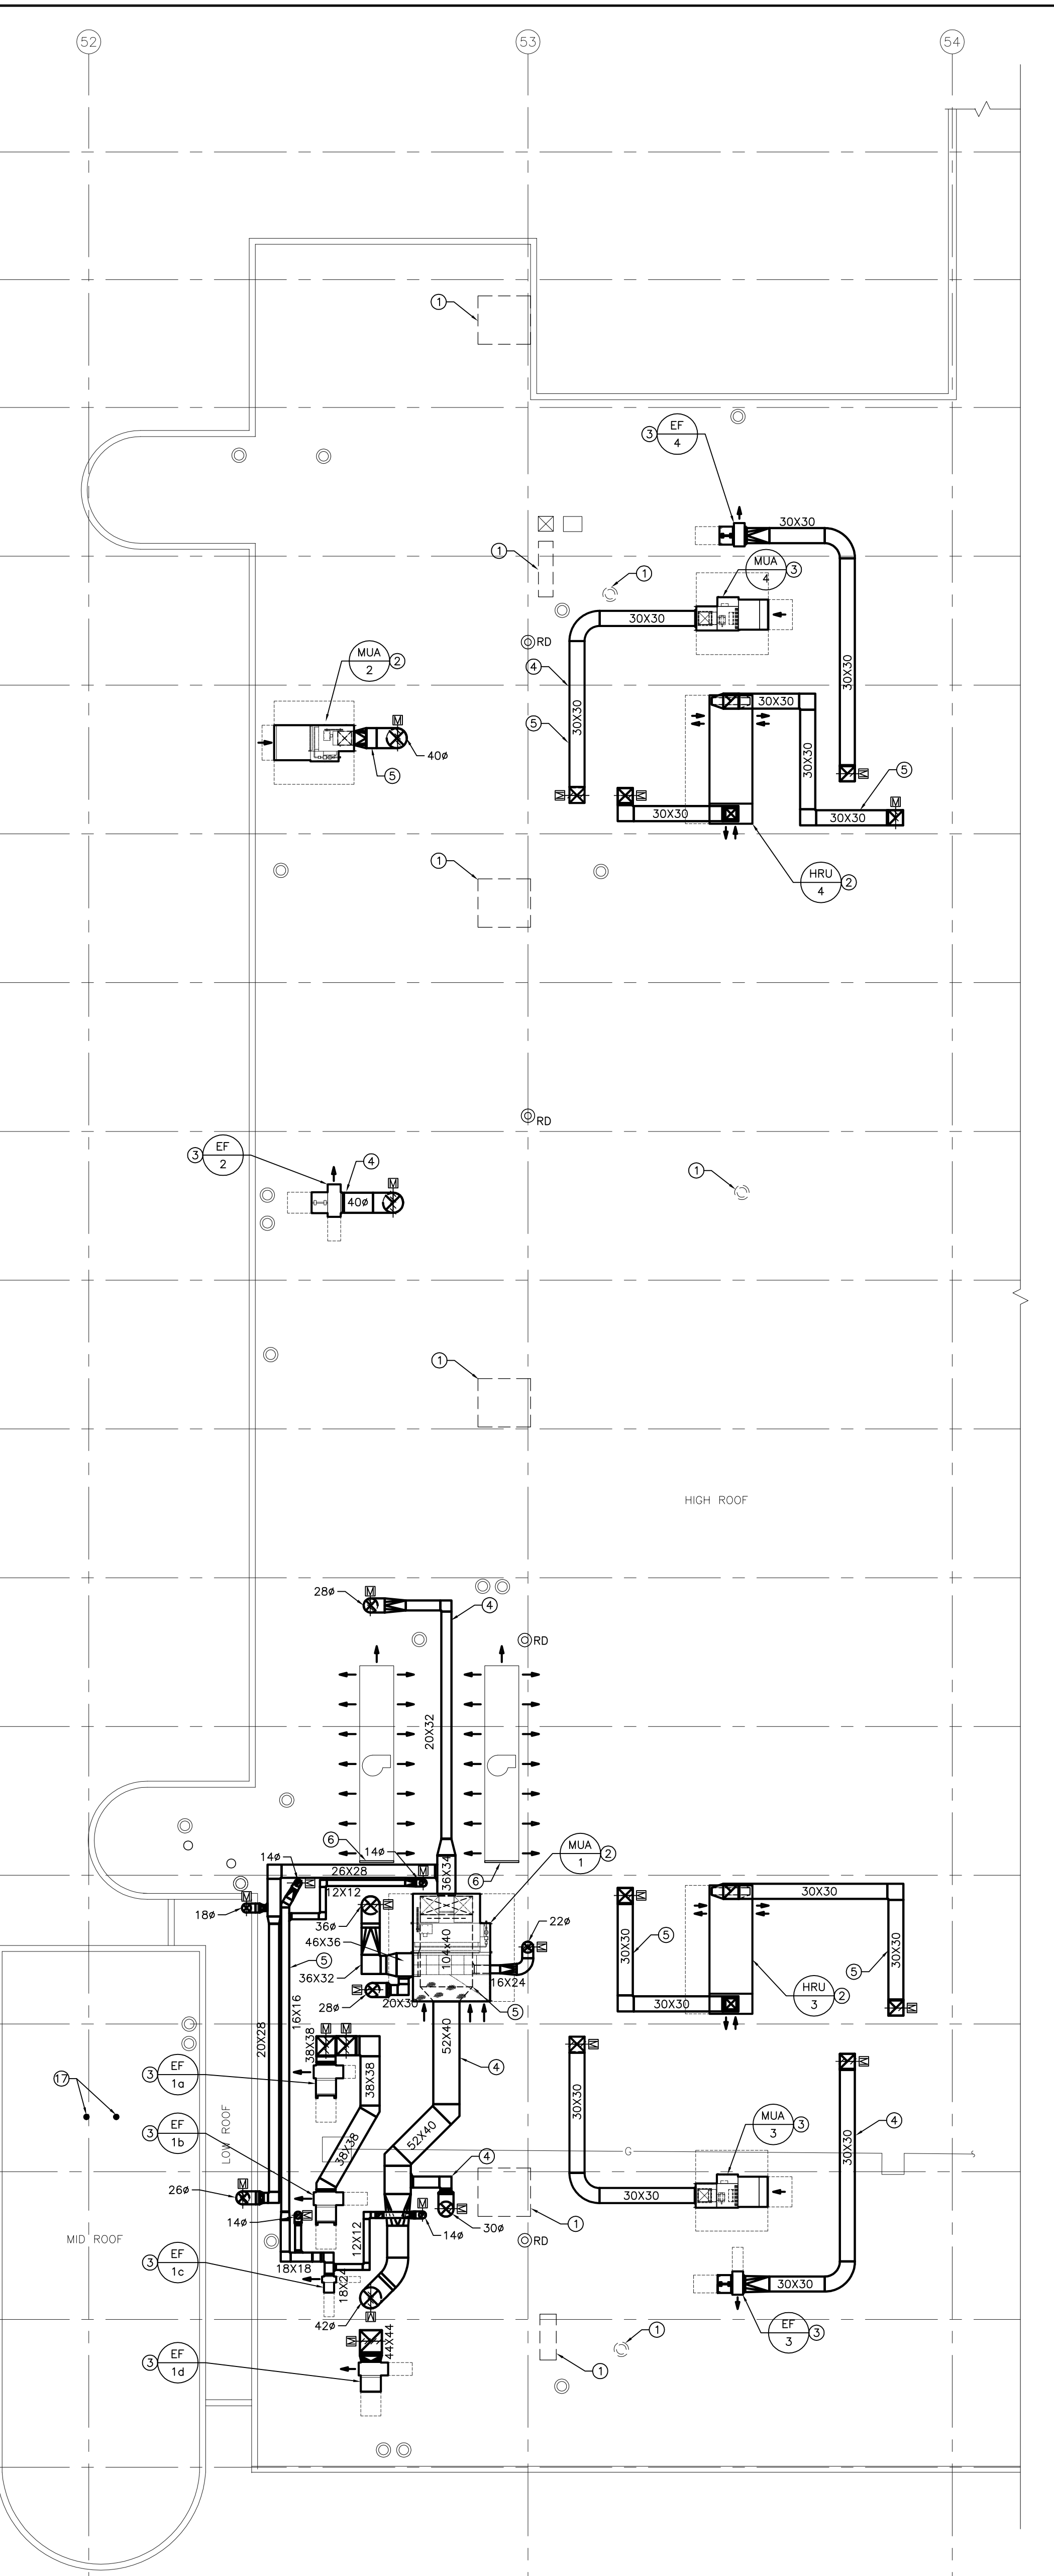 52
53
54
1
3
EF
4
30X30
1
1
MUA
4
3
30X30
RD
MUA
2
2
4
30X30
30X30
30X30
5
30X30
5
M
40ø
5
M
M
30X30
30X30
M
M
M
1
HRU
4
2
RD
3
EF
2
4
M
40ø
1
1
HIGH ROOF
28ø
M
4
RD
20X32
6
14ø
14ø
26X28
M
36X34
6
MUA
1
2
M
12X12
M
18ø
36ø
M
46X36
104x40
22ø
M
M
30X30
30X30
5
36X32
5
16X16
16X24
5
30X30
28ø
M
20X30
5
30X30
HRU
3
2
M
20X28
M
M
38X38
52X40
M
3
EF
1a
38X38
4
M
17
30X30
LOW ROOF
3
EF
1b
38X38
52X40
MUA
3
3
4
30X30
G
4
26ø
M
30X30
14ø
M
M
14ø
30ø
M
1
MID ROOF
12X12
RD
3
EF
1c
18X18
18X24
30X30
42ø
M
EF
3
3
M
44X44
1
3
EF
1d
1